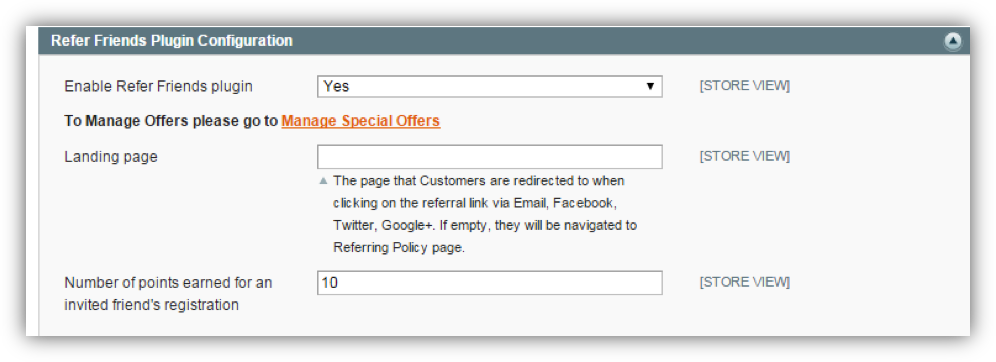 Refer Friends Plugin Configuration
Enable Refer Friends plugin Yes [STORE VIEW]
To Manage Offers please go to Manage Special Offers
Landing page [STORE VIEW]
The page that Customers are redirected to when
clicking on the referral link via Email, Facebook,
Twitter, Google+. If empty, they will be navigated to
Referring Policy page.
Number of points earned for an 10 [STORE VIEW]
invited friend's registration